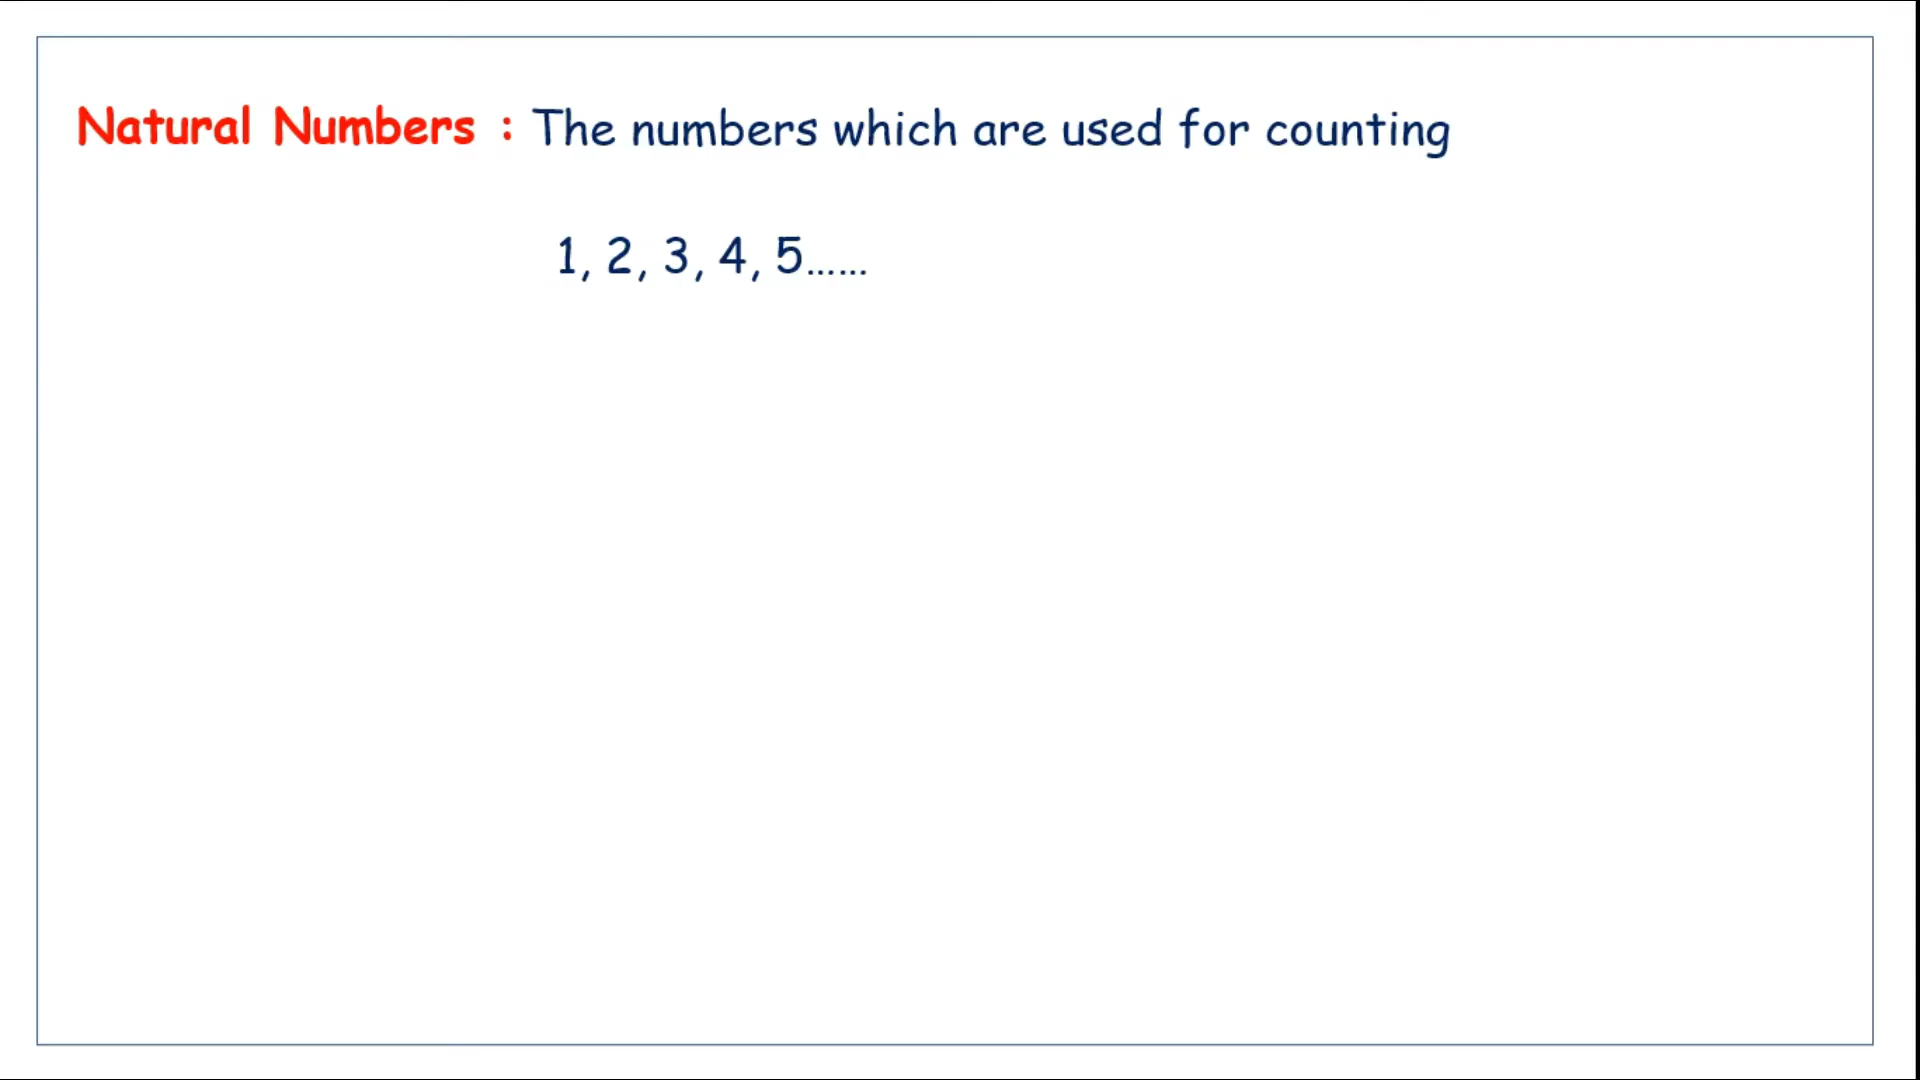 Natural Numbers : The numbers which are used for counting
1, 2, 3, 4, 5......